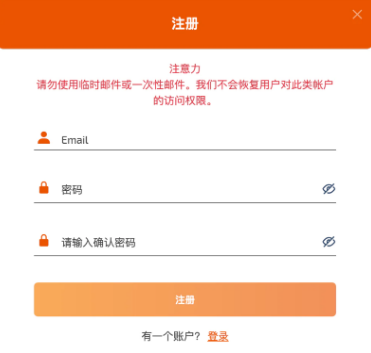 注册
注意力
请勿使用临时邮件或一次性邮件。我们不会恢复用户对此类帐户
的访问权限。
Email
密码
请输入确认密码
注册
有一个账户? 登录